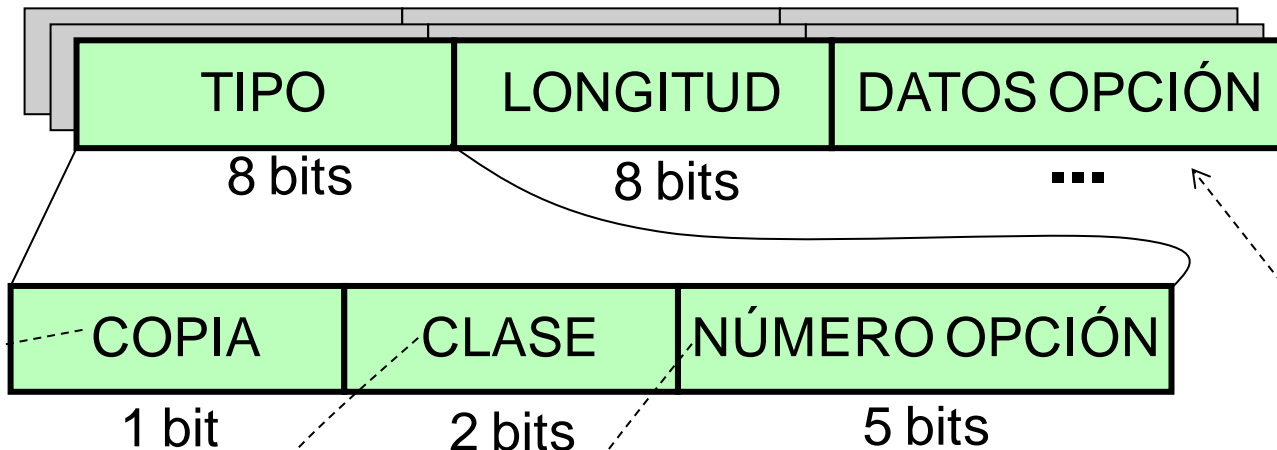 TIPO LONGITUD DATOS OPCIÓN
8 bits 8 bits ...
COPIA CLASE NÚMERO OPCIÓN
1 bit 2 bits 5 bits